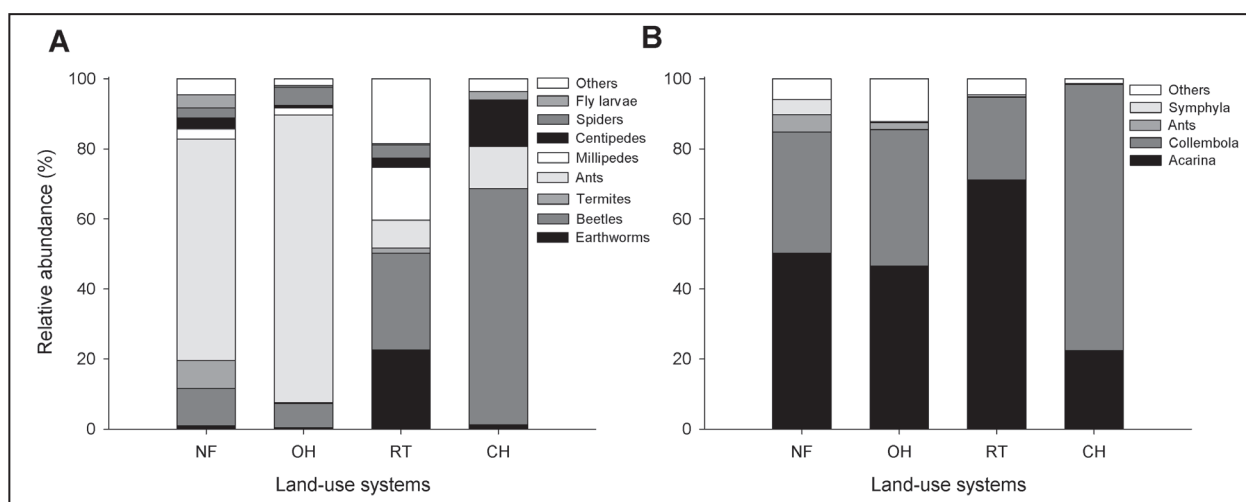 A
Relative abundance (%)
100
80
60
40
20
0
NF OH RT CH
Land-use systems
Others
Fly larvae
Spiders
Centipedes
Millipedes
Ants
Termites
Beetles
Earthworms
B
100
80
60
40
20
0
NF OH RT CH
Land-use systems
Others
Symphyla
Ants
Collembola
Acarina